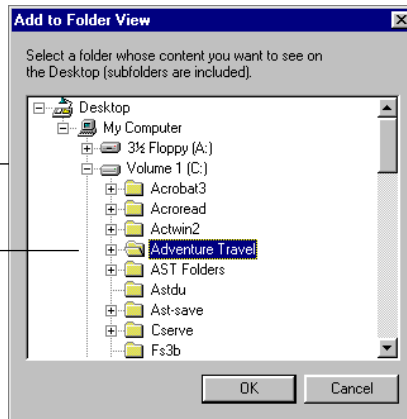 Add to Folder View
Select a folder whose content you want to see on
the Desktop (subfolders are included).
Desktop
My Computer
3½ Floppy (A:)
Volume 1 (C:)
Acrobat3
Acroread
Actwin2
Adventure Travel
AST Folders
Astdu
Ast-save
Cserve
Fs3b
OK Cancel